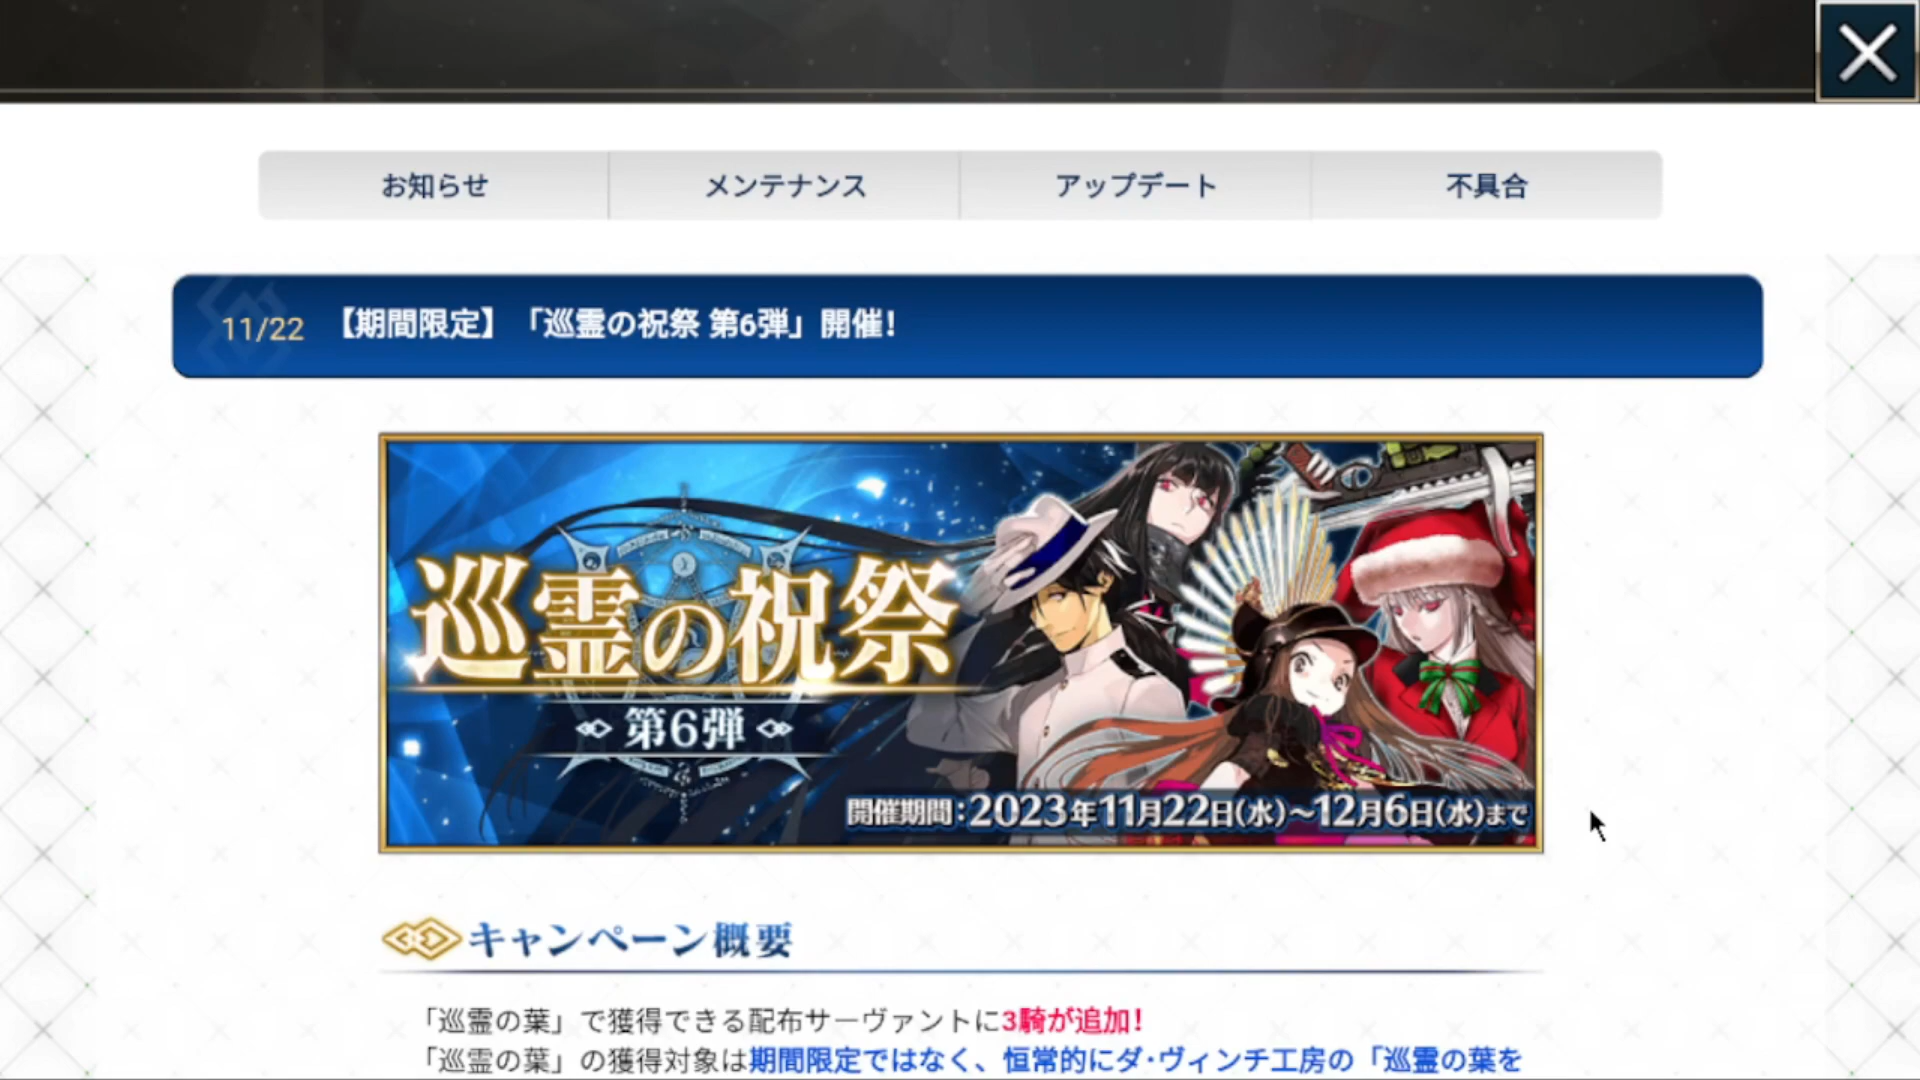 お知らせ
メンテナンス
アップデート
不具合
11/22 【期間限定】「巡霊の祝祭 第6弾」開催!
巡霊の祝祭
第6弾
開催期間:2023年11月22日(水)~12月6日(水)まで
キャンペーン概要
「巡霊の葉」で獲得できる配布サーヴァントに3騎が追加!
「巡霊の葉」の獲得対象は期間限定ではなく、恒常的にダ・ヴィンチ工房の「巡霊の葉を